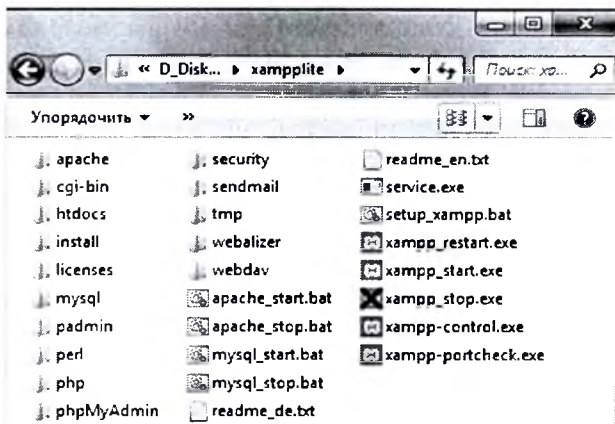 « D_Disk... ▸ xampplite ▸
Поиск: xa...
Упорядочить ▾ »
apache
cgi-bin
htdocs
install
licenses
mysql
padmin
perl
php
phpMyAdmin
security
sendmail
tmp
webalizer
webdav
apache_start.bat
apache_stop.bat
mysql_start.bat
mysql_stop.bat
readme_de.txt
readme_en.txt
service.exe
setup_xampp.bat
xampp_restart.exe
xampp_start.exe
xampp_stop.exe
xampp-control.exe
xampp-portcheck.exe